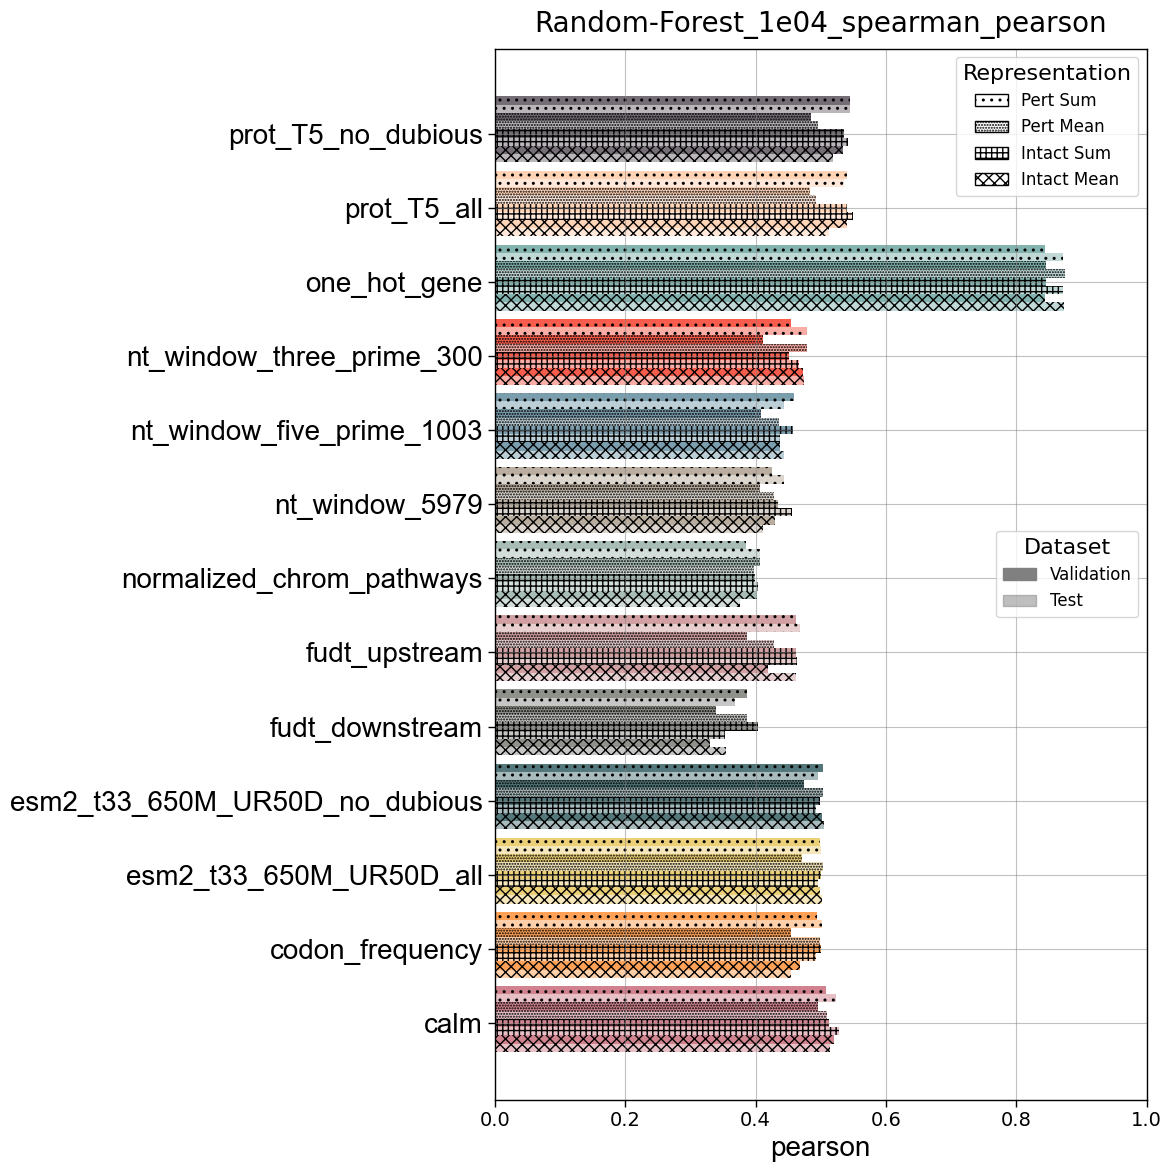 Random-Forest_1e04_spearman_pearson
Representation
Pert Sum
Pert Mean
Intact Sum
Intact Mean
prot_T5_no_dubious
prot_T5_all
one_hot_gene
nt_window_three_prime_300
nt_window_five_prime_1003
nt_window_5979
normalized_chrom_pathways
fudt_upstream
fudt_downstream
esm2_t33_650M_UR50D_no_dubious
esm2_t33_650M_UR50D_all
codon_frequency
calm
Dataset
Validation
Test
0.0 0.2 0.4 0.6 0.8 1.0
pearson